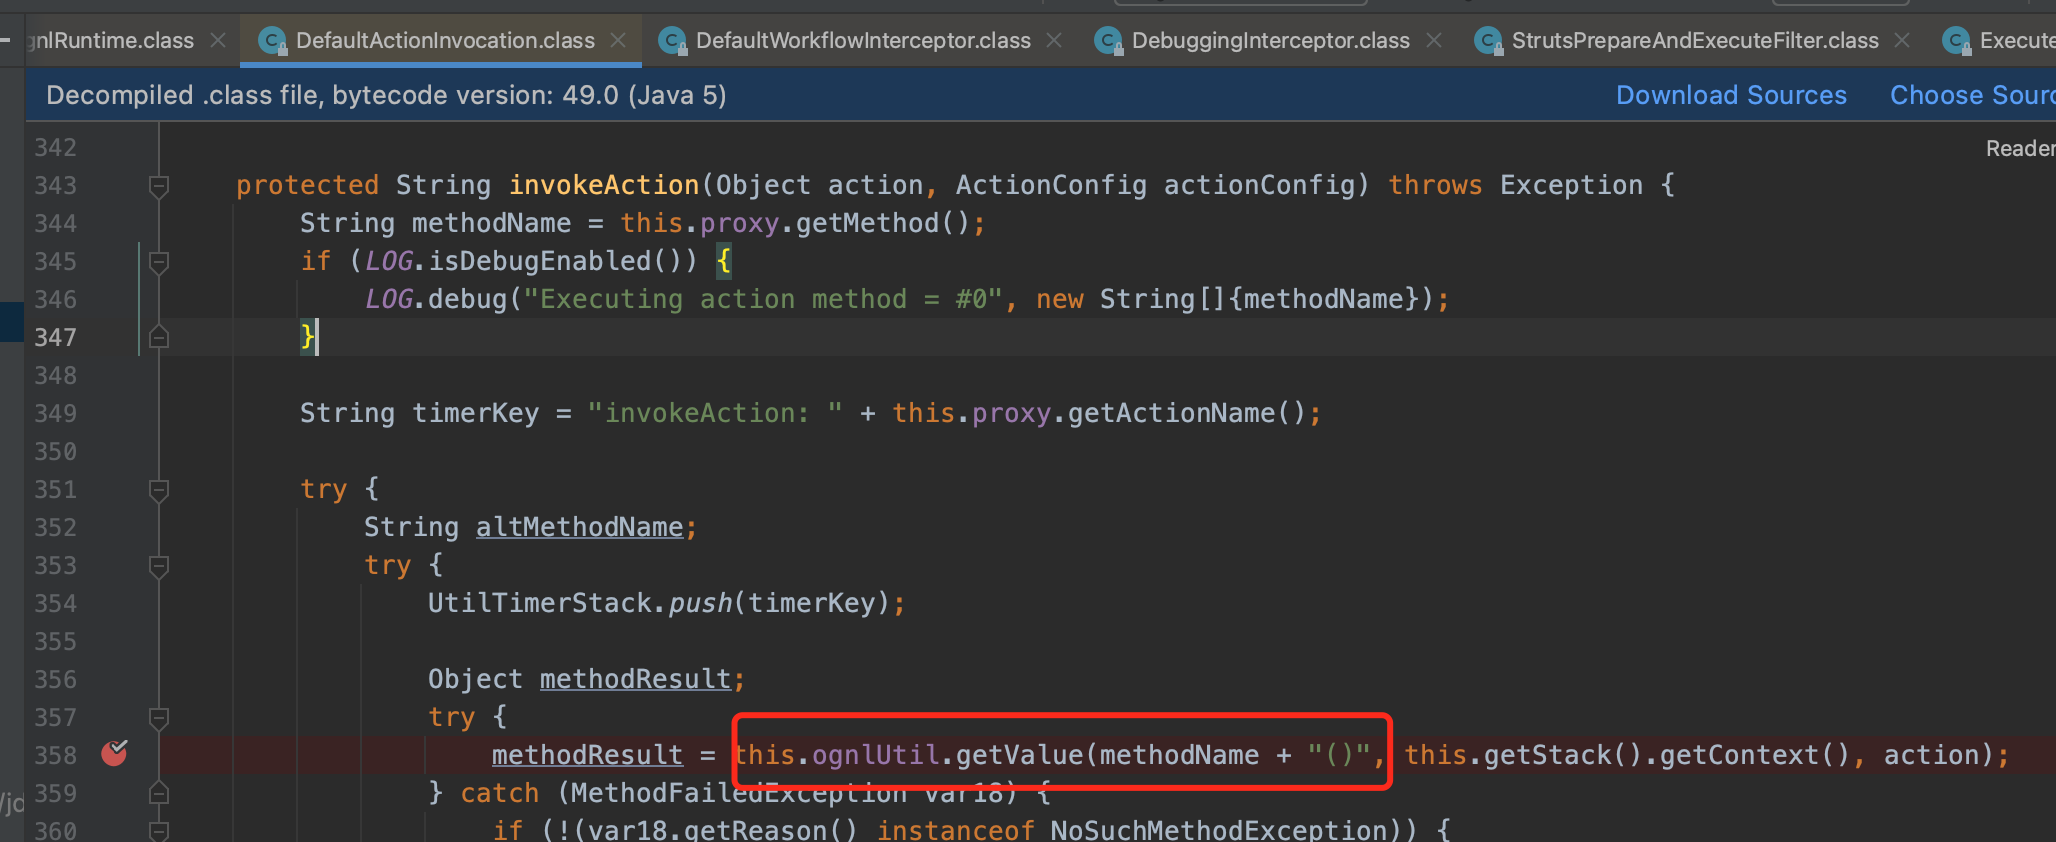 gnlRuntime.class DefaultActionInvocation.class DefaultWorkflowInterceptor.class DebuggingInterceptor.class StrutsPrepareAndExecuteFilter.class Execute
Decompiled .class file, bytecode version: 49.0 (Java 5) Download Sources Choose Sourc
342 Reader
343 protected String invokeAction(Object action, ActionConfig actionConfig) throws Exception {
344 String methodName = this.proxy.getMethod();
345 if (LOG.isDebugEnabled()) {
346 LOG.debug("Executing action method = #0", new String[]{methodName});
347 }
348
349 String timerKey = "invokeAction: " + this.proxy.getActionName();
350
351 try {
352 String altMethodName;
353 try {
354 UtilTimerStack.push(timerKey);
355
356 Object methodResult;
357 try {
358 methodResult = this.ognlUtil.getValue(methodName + "()", this.getStack().getContext(), action);
/jd 359 } catch (MethodFailedException var18) {
360 if (!(var18.getReason() instanceof NoSuchMethodException)) {